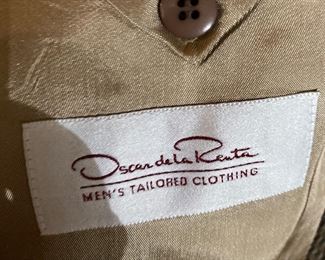 Oscar de la Renta
MEN'S TAILORED CLOTHING